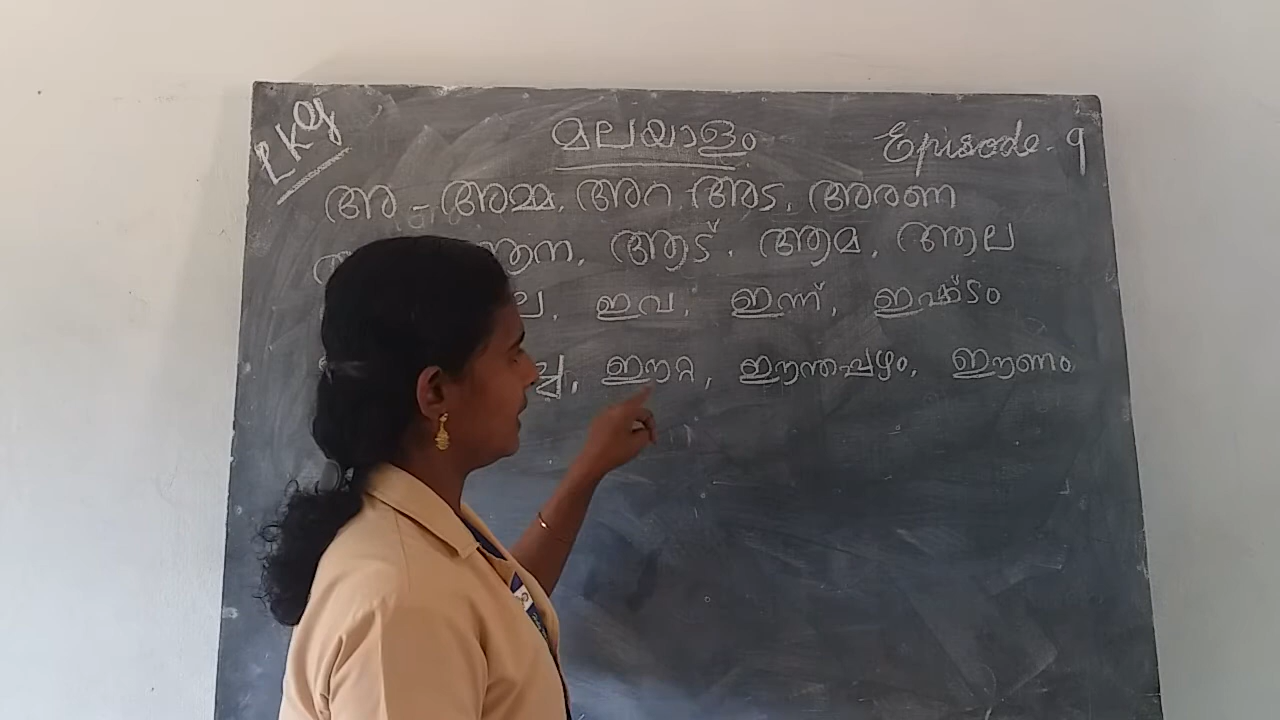 LKG മലയാളം Episode - 9
അ - അമ്മ, അറ, അട, അരണ
ആന, ആട്, ആമ, ആല
ഇവ, ഇന്ന്, ഇഷ്ടം
ഈറ്റ, ഈന്തപ്പഴം, ഈണം